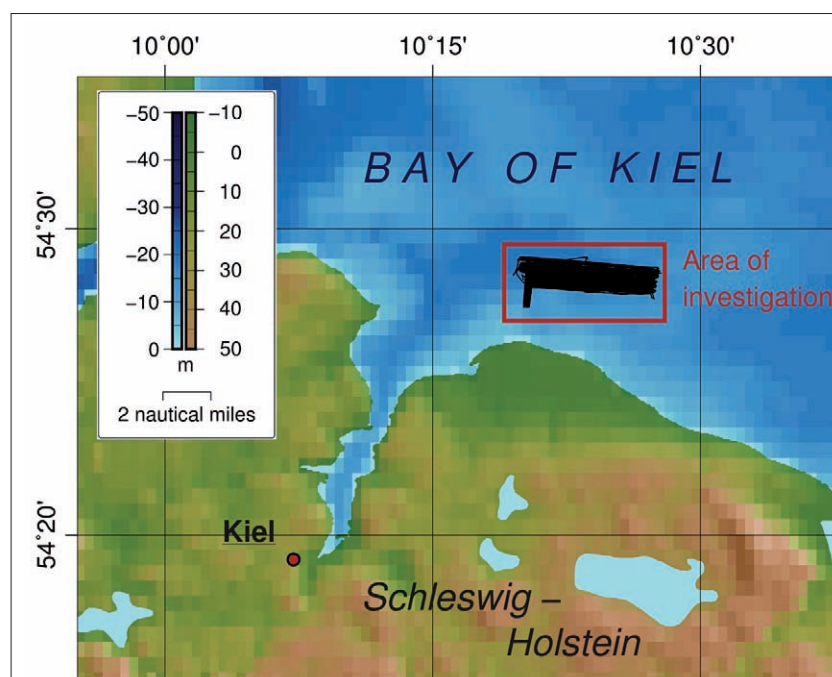 10°00' 10°15' 10°30'
-50 -10
-40 0
-30 10
-20 20
30
-10 40
0 50
m
2 nautical miles
BAY OF KIEL
54°30'
Area of
investigation
54°20'
Kiel
Schleswig –
Holstein